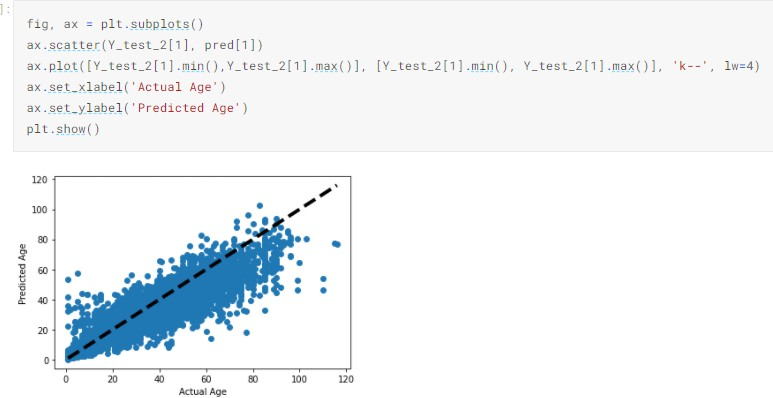 ]:
fig, ax = plt.subplots()
ax.scatter(Y_test_2[1], pred[1])
ax.plot([Y_test_2[1].min(),Y_test_2[1].max()], [Y_test_2[1].min(), Y_test_2[1].max()], 'k--', lw=4)
ax.set_xlabel('Actual Age')
ax.set_ylabel('Predicted Age')
plt.show()
120
100
80
60
40
20
0
Predicted Age
0 20 40 60 80 100 120
Actual Age